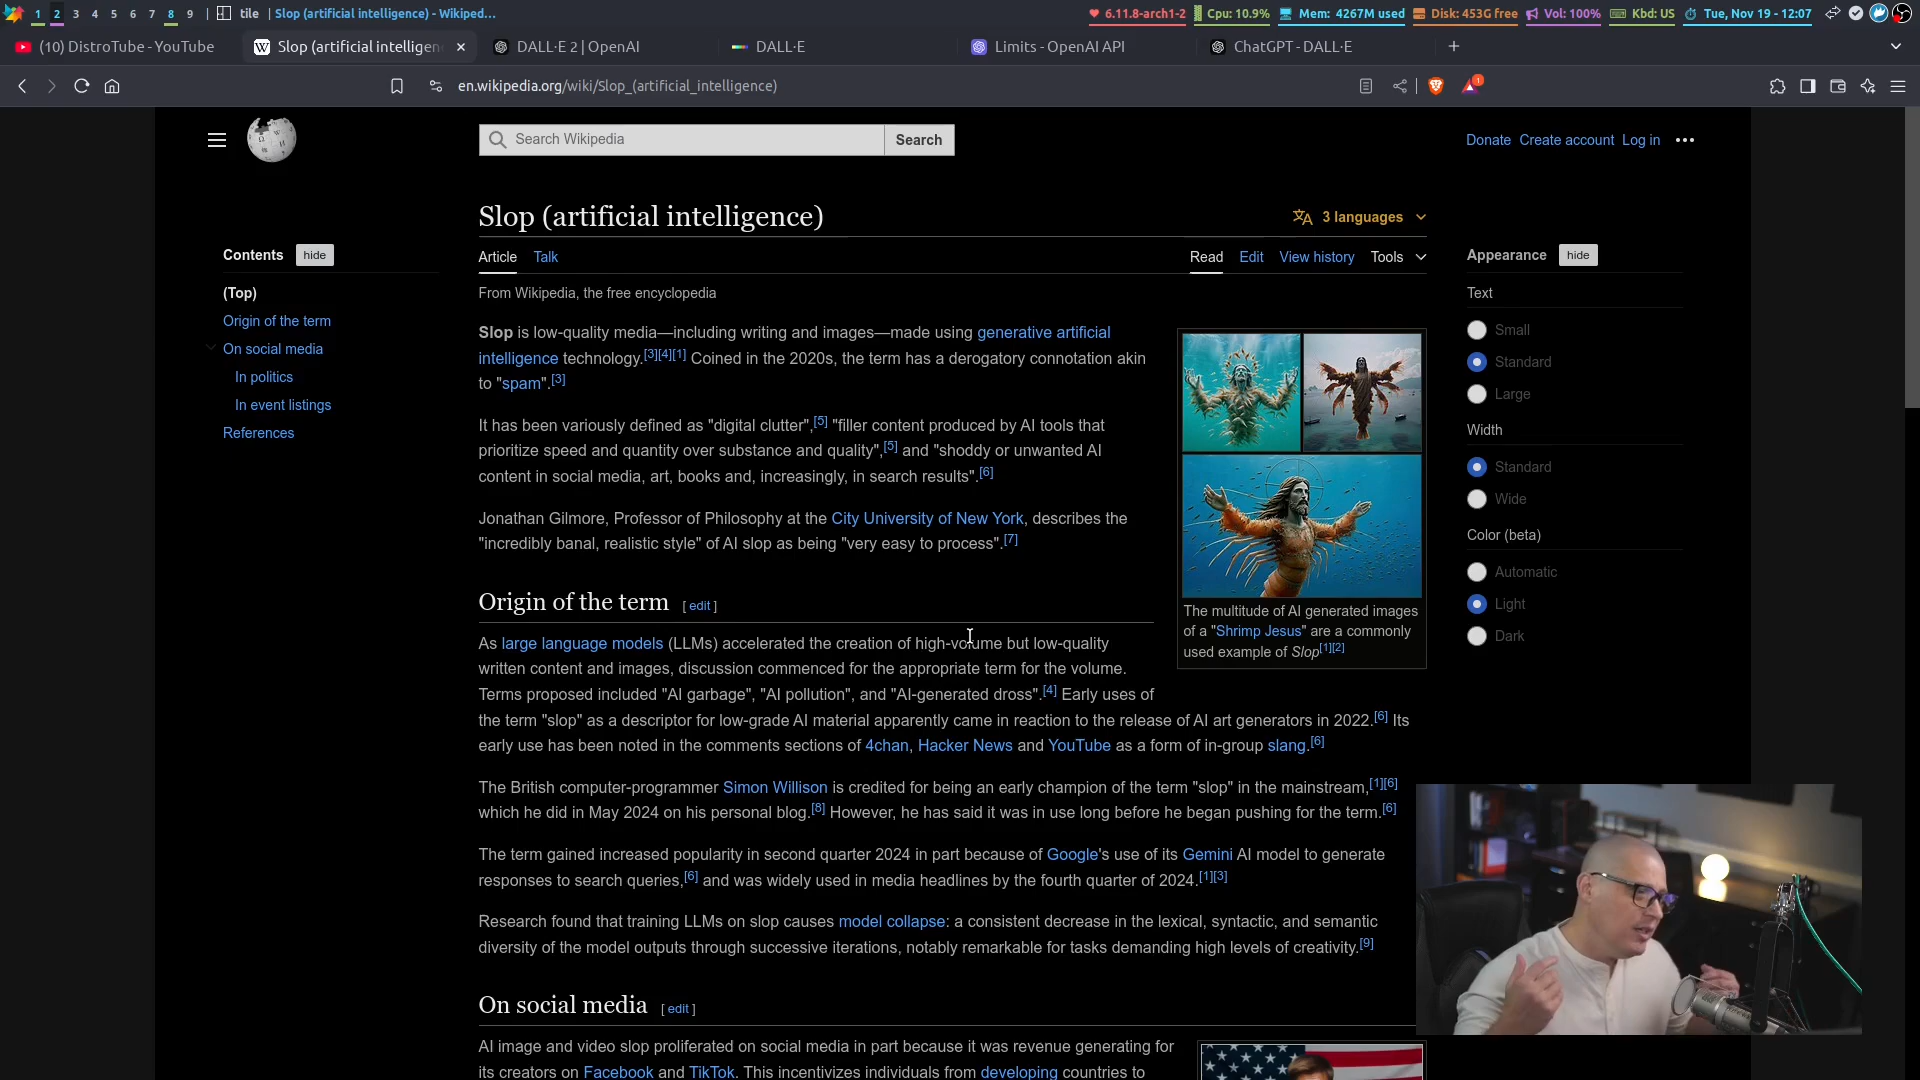 1 2 3 4 5 6 7 8 9 | tile | Slop (artificial intelligence) - Wikiped...
6.11.8-arch1-2 Cpu: 10.9% Mem: 4267M used Disk: 453G free Vol: 100% Kbd: US Tue, Nov 19 - 12:07
(10) DistroTube - YouTube
Slop (artificial intelligen
DALL·E 2 | OpenAI
DALL·E
Limits - OpenAI API
ChatGPT - DALL·E
en.wikipedia.org/wiki/Slop_(artificial_intelligence)
1
Search Wikipedia
Search
Donate Create account Log in
Slop (artificial intelligence)
3 languages
Article Talk
Read Edit View history Tools
From Wikipedia, the free encyclopedia
Contents hide
(Top)
Origin of the term
On social media
In politics
In event listings
References
Slop is low-quality media—including writing and images—made using generative artificial
intelligence technology.[3][4][1] Coined in the 2020s, the term has a derogatory connotation akin
to "spam".[3]
It has been variously defined as "digital clutter",[5] "filler content produced by AI tools that
prioritize speed and quantity over substance and quality",[5] and "shoddy or unwanted AI
content in social media, art, books and, increasingly, in search results".[6]
Jonathan Gilmore, Professor of Philosophy at the City University of New York, describes the
"incredibly banal, realistic style" of AI slop as being "very easy to process".[7]
The multitude of AI generated images
of a "Shrimp Jesus" are a commonly
used example of Slop[1][2]
Origin of the term [ edit ]
As large language models (LLMs) accelerated the creation of high-volume but low-quality
written content and images, discussion commenced for the appropriate term for the volume.
Terms proposed included "AI garbage", "AI pollution", and "AI-generated dross".[4] Early uses of
the term "slop" as a descriptor for low-grade AI material apparently came in reaction to the release of AI art generators in 2022.[6] Its
early use has been noted in the comments sections of 4chan, Hacker News and YouTube as a form of in-group slang.[6]
The British computer-programmer Simon Willison is credited for being an early champion of the term "slop" in the mainstream,[1][6]
which he did in May 2024 on his personal blog.[8] However, he has said it was in use long before he began pushing for the term.[6]
The term gained increased popularity in second quarter 2024 in part because of Google's use of its Gemini AI model to generate
responses to search queries,[6] and was widely used in media headlines by the fourth quarter of 2024.[1][3]
Research found that training LLMs on slop causes model collapse: a consistent decrease in the lexical, syntactic, and semantic
diversity of the model outputs through successive iterations, notably remarkable for tasks demanding high levels of creativity.[9]
On social media [ edit ]
AI image and video slop proliferated on social media in part because it was revenue generating for
its creators on Facebook and TikTok. This incentivizes individuals from developing countries to
Appearance hide
Text
Small
Standard
Large
Width
Standard
Wide
Color (beta)
Automatic
Light
Dark